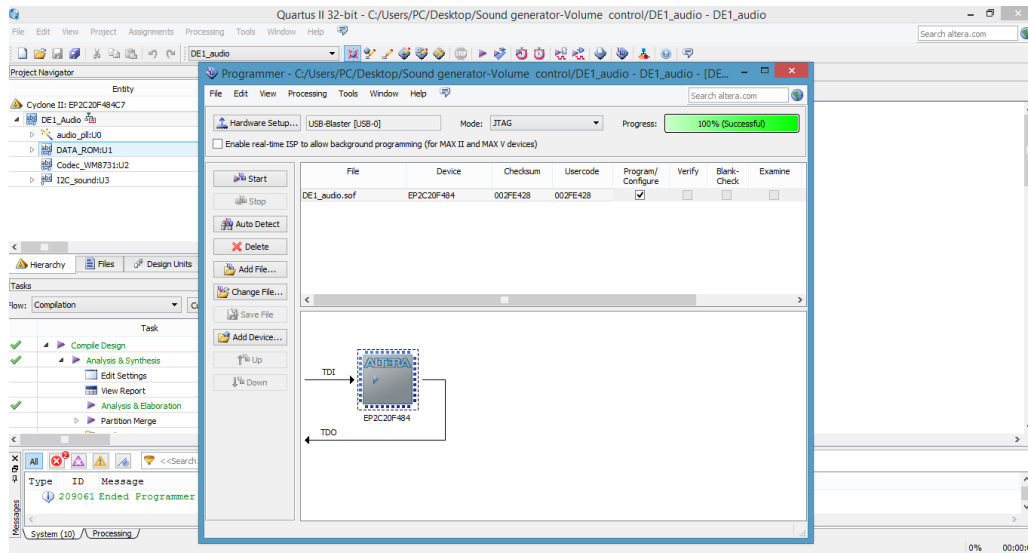 Quartus II 32-bit - C:/Users/PC/Desktop/Sound generator-Volume control/DE1_audio - DE1_audio
File Edit View Project Assignments Processing Tools Window Help
Search altera.com
DE1_audio
Project Navigator
Entity
Cyclone II: EP2C20F484C7
DE1_Audio
audio_pll:U0
DATA_ROM:U1
Codec_WM8731:U2
I2C_sound:U3
Hierarchy Files Design Units
Tasks
Flow: Compilation
Task
Compile Design
Analysis & Synthesis
Edit Settings
View Report
Analysis & Elaboration
Partition Merge
Programmer - C:/Users/PC/Desktop/Sound generator-Volume control/DE1_audio - DE1_audio - [DE...
File Edit View Processing Tools Window Help
Search altera.com
Hardware Setup... USB-Blaster [USB-0] Mode: JTAG Progress: 100% (Successful)
Enable real-time ISP to allow background programming (for MAX II and MAX V devices)
Start
Stop
Auto Detect
Delete
Add File...
Change File...
Save File
Add Device...
Up
Down
File Device Checksum Usercode Program/Configure Verify Blank-Check Examine
DE1_audio.sof EP2C20F484 002FE428 002FE428
TDI
ALTERA
EP2C20F484
TDO
All <<Search
Type ID Message
209061 Ended Programmer
Messages
System (10) Processing
0% 00:00: